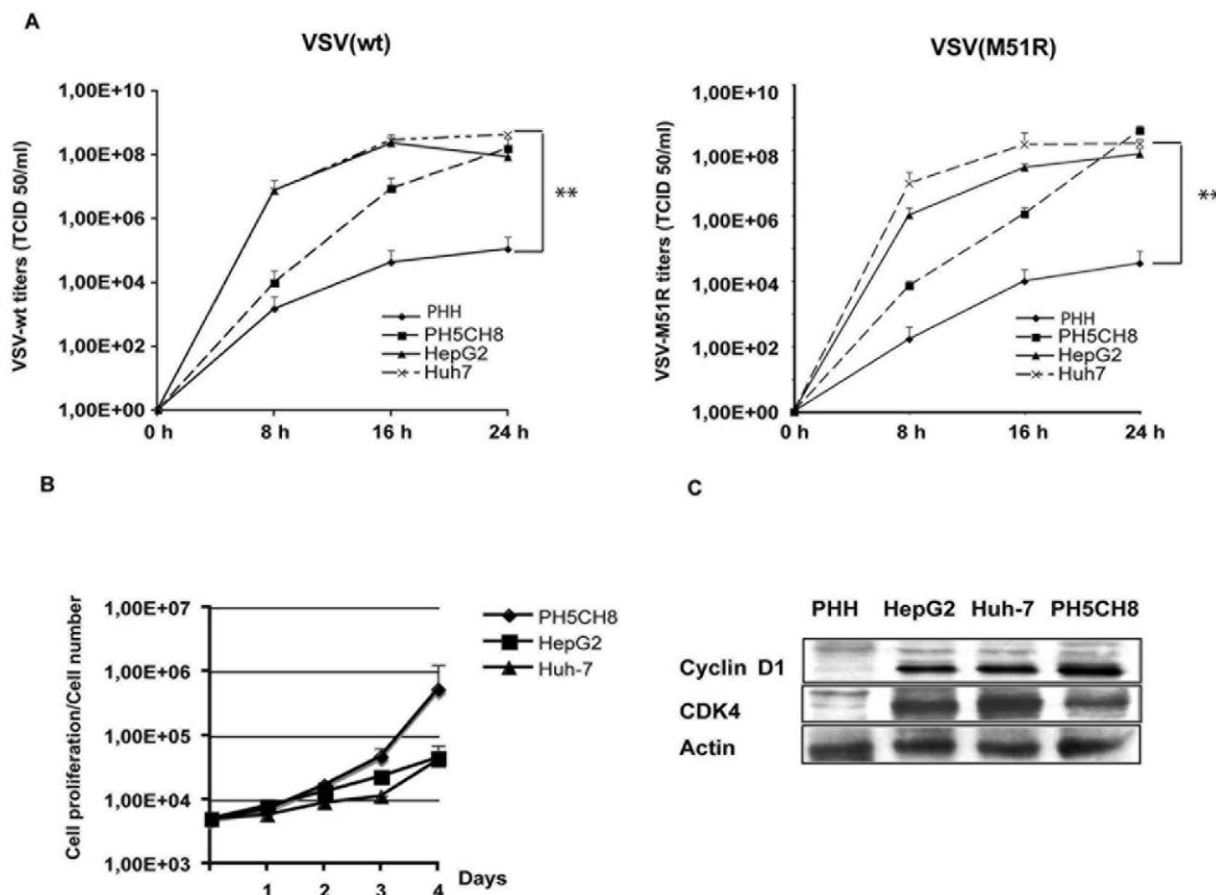 A
VSV(wt)
VSV-wt titers (TCID 50/ml)
1,00E+10
1,00E+08
1,00E+06
1,00E+04
1,00E+02
1,00E+00
0 h
8 h
16 h
24 h
**
PHH
PH5CH8
HepG2
Huh7
VSV(M51R)
VSV-M51R titers (TCID 50/ml)
1,00E+10
1,00E+08
1,00E+06
1,00E+04
1,00E+02
1,00E+00
0 h
8 h
16 h
24 h
**
PHH
PH5CH8
HepG2
Huh7
B
Cell proliferation/Cell number
1,00E+07
1,00E+06
1,00E+05
1,00E+04
1,00E+03
1
2
3
4
Days
PH5CH8
HepG2
Huh-7
C
PHH HepG2 Huh-7 PH5CH8
Cyclin D1
CDK4
Actin